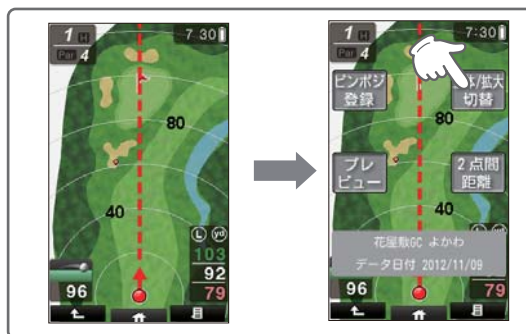 1 H
Par 4
7 30
80
40
L yd
103
92
79
96
1 H
Par 4
7:30
ピンポジ
登録
体/拡大
切替
80
プレ
ビュー
2点間
距離
40
L yd
花屋敷GC よかわ
データ日付 2012/11/09
96
79